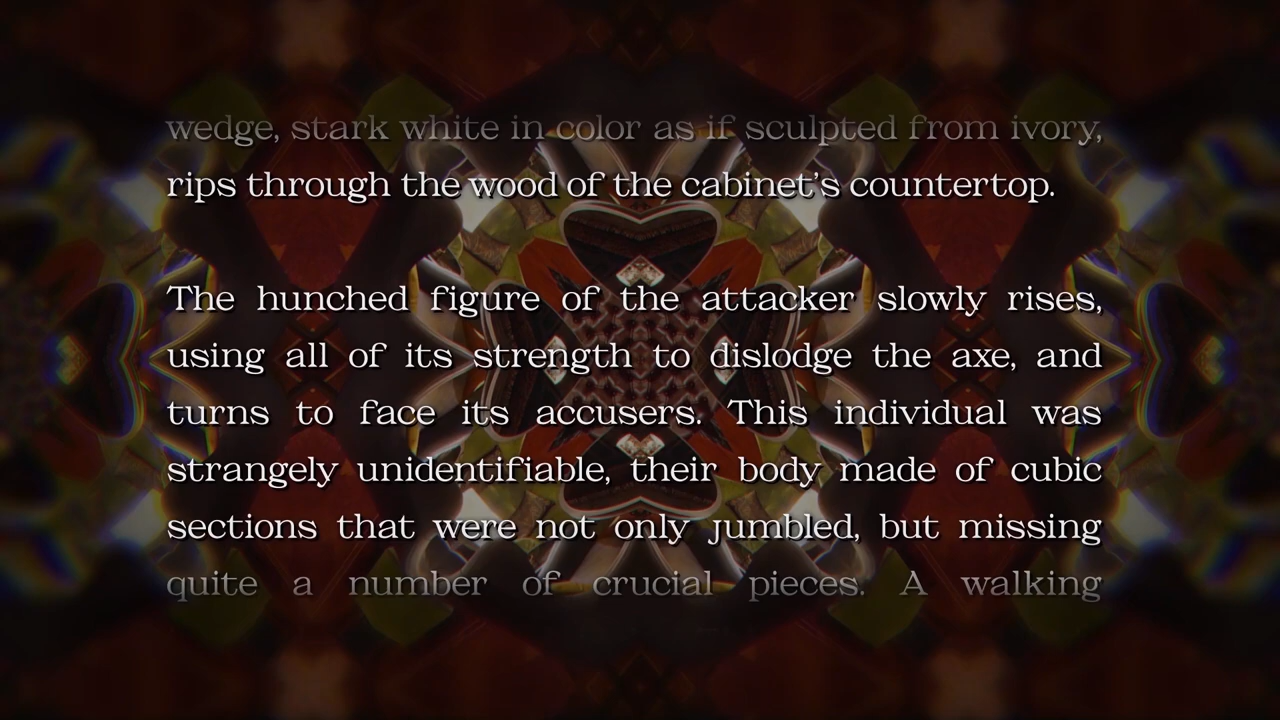 wedge, stark white in color as if sculpted from ivory,
rips through the wood of the cabinet’s countertop.
The hunched figure of the attacker slowly rises,
using all of its strength to dislodge the axe, and
turns to face its accusers. This individual was
strangely unidentifiable, their body made of cubic
sections that were not only jumbled, but missing
quite a number of crucial pieces. A walking